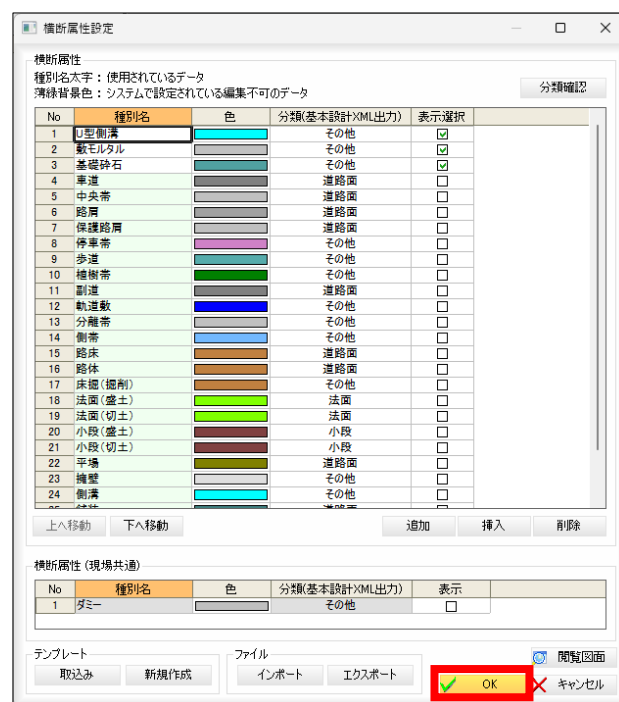 横断属性設定
横断属性
種別名太字：使用されているデータ
薄緑背景色：システムで設定されている編集不可のデータ
分類確認
No 種別名 色 分類(基本設計XML出力) 表示選択
1 U型側溝 その他
2 敷モルタル その他
3 基礎砕石 その他
4 車道 道路面
5 中央帯 道路面
6 路肩 道路面
7 保護路肩 道路面
8 停車帯 その他
9 歩道 その他
10 植樹帯 その他
11 副道 道路面
12 軌道敷 その他
13 分離帯 その他
14 側帯 その他
15 路床 道路面
16 路体 道路面
17 床掘(掘削) その他
18 法面(盛土) 法面
19 法面(切土) 法面
20 小段(盛土) 小段
21 小段(切土) 小段
22 平場 道路面
23 擁壁 その他
24 側溝 その他
上へ移動 下へ移動 追加 挿入 削除
横断属性 (現場共通)
No 種別名 色 分類(基本設計XML出力) 表示
1 ダミー その他
テンプレート ファイル 閲覧図面
取込み 新規作成 インポート エクスポート OK キャンセル